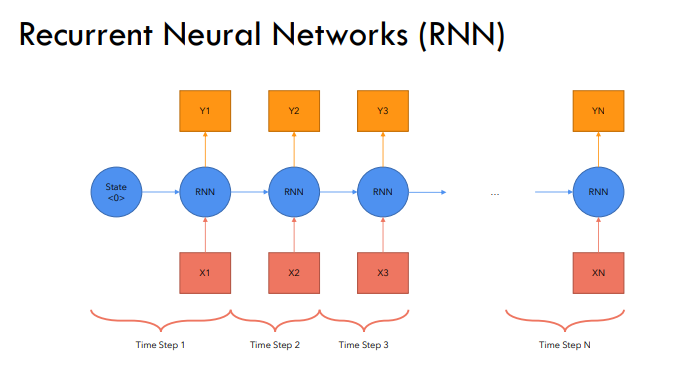 Recurrent Neural Networks (RNN)
Y1 Y2 Y3 YN
State
<0>
RNN RNN RNN ... RNN
X1 X2 X3 XN
Time Step 1 Time Step 2 Time Step 3 Time Step N